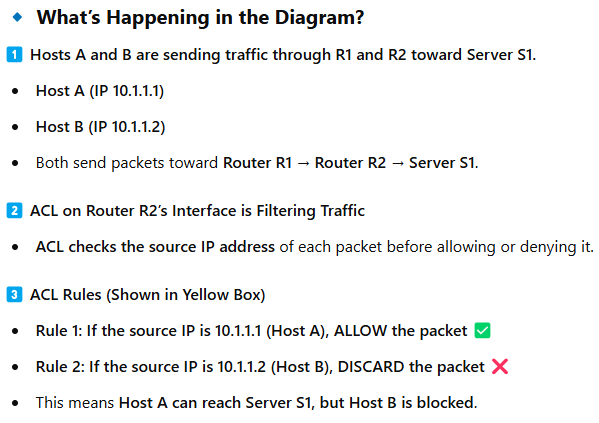 What's Happening in the Diagram?
1 Hosts A and B are sending traffic through R1 and R2 toward Server S1.
• Host A (IP 10.1.1.1)
• Host B (IP 10.1.1.2)
• Both send packets toward Router R1 → Router R2 → Server S1.
2 ACL on Router R2's Interface is Filtering Traffic
• ACL checks the source IP address of each packet before allowing or denying it.
3 ACL Rules (Shown in Yellow Box)
• Rule 1: If the source IP is 10.1.1.1 (Host A), ALLOW the packet ✅
• Rule 2: If the source IP is 10.1.1.2 (Host B), DISCARD the packet ❌
• This means Host A can reach Server S1, but Host B is blocked.